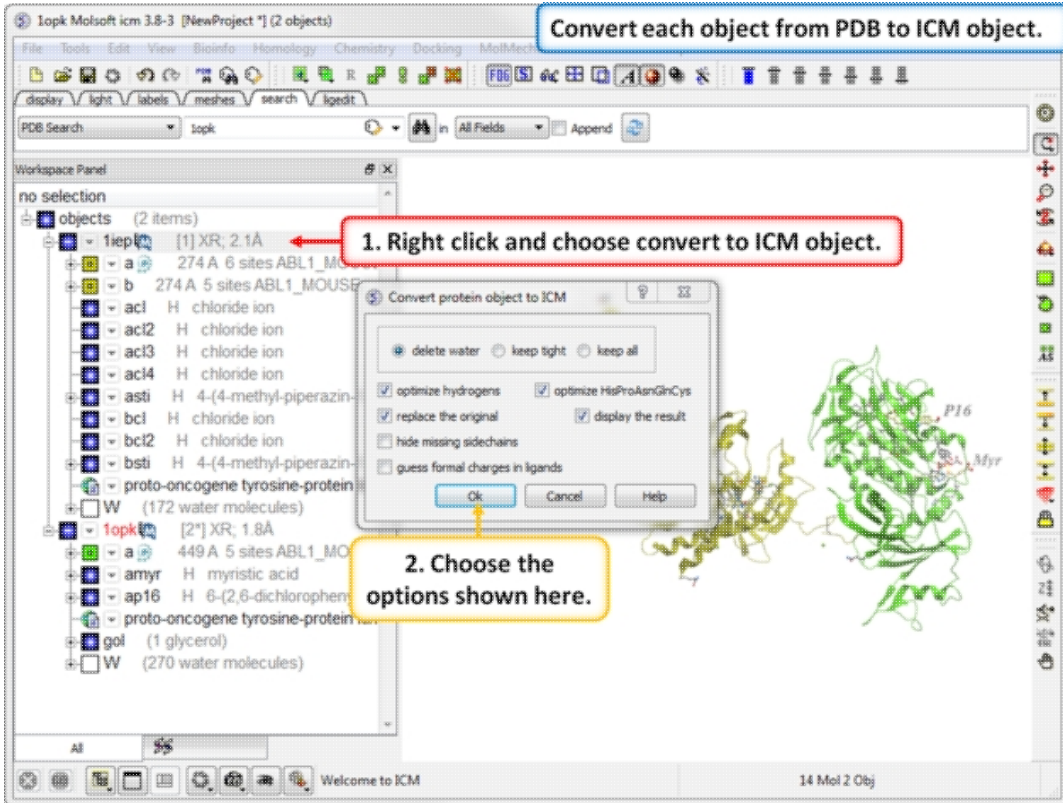 1opk Molsoft icm 3.8-3 [NewProject *] (2 objects)
Convert each object from PDB to ICM object.
File Tools Edit View Bioinfo Homology Chemistry Docking MolMech
display light labels meshes search ligedit
PDB Search 1opk in All Fields Append
Workspace Panel
no selection
objects (2 items)
1iep [1] XR; 2.1Å
1. Right click and choose convert to ICM object.
a 274 A 6 sites ABL1_MOUSE
b 274 A 5 sites ABL1_MOUSE
acl H chloride ion
acl2 H chloride ion
acl3 H chloride ion
acl4 H chloride ion
asti H 4-(4-methyl-piperazin-
bcl H chloride ion
bcl2 H chloride ion
bsti H 4-(4-methyl-piperazin-
proto-oncogene tyrosine-protein
W (172 water molecules)
1opk [2*] XR; 1.8Å
a 449 A 5 sites ABL1_MO
amyr H myristic acid
ap16 H 6-(2,6-dichlorophen
proto-oncogene tyrosine-protein
gol (1 glycerol)
W (270 water molecules)
Convert protein object to ICM
delete water keep tight keep all
optimize hydrogens optimize HisProAsnGlnCys
replace the original display the result
hide missing sidechains
guess formal charges in ligands
Ok Cancel Help
2. Choose the
options shown here.
P16
Myr
All
Welcome to ICM 14 Mol 2 Obj